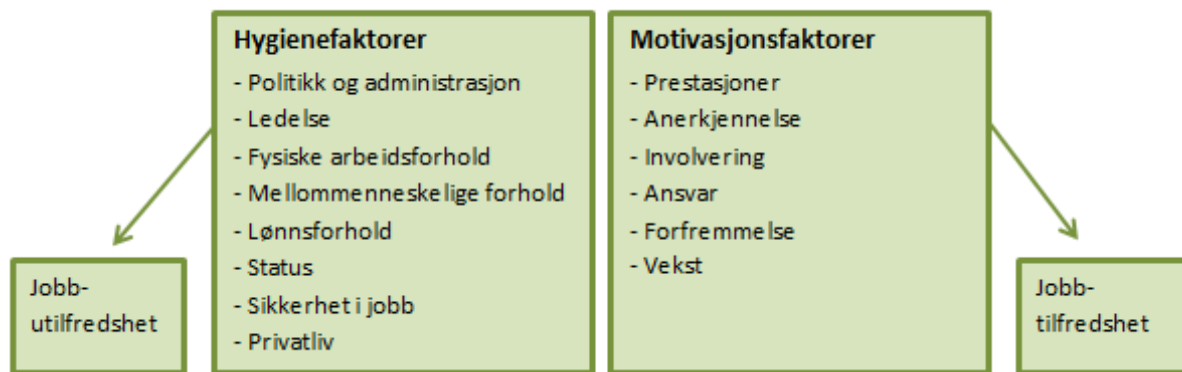 Hygienefaktorer
- Politikk og administrasjon
- Ledelse
- Fysiske arbeidsforhold
- Mellommenneskelige forhold
- Lønnsforhold
- Status
- Sikkerhet i jobb
- Privatliv
Motivasjonsfaktorer
- Prestasjoner
- Anerkjennelse
- Involvering
- Ansvar
- Forfremmelse
- Vekst
Jobb-
utilfredshet
Jobb-
tilfredshet